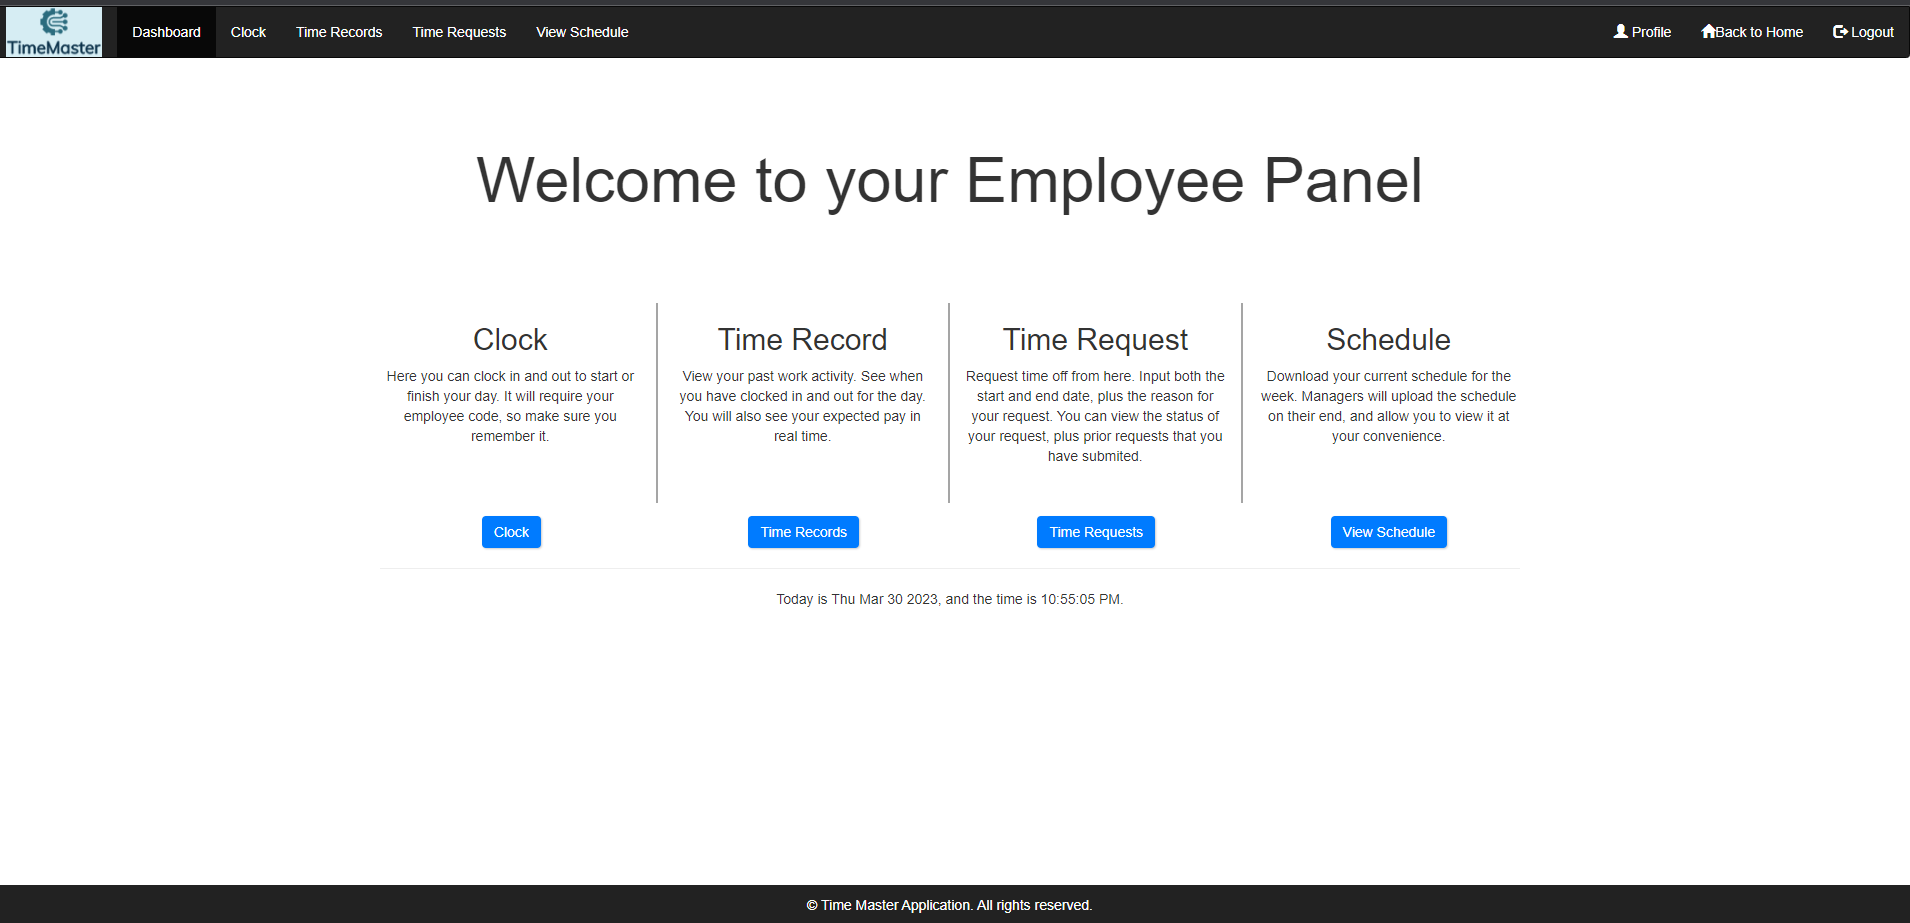 TimeMaster
Dashboard
Clock
Time Records
Time Requests
View Schedule
Profile
Back to Home
Logout
Welcome to your Employee Panel
Clock
Here you can clock in and out to start or
finish your day. It will require your
employee code, so make sure you
remember it.
Clock
Time Record
View your past work activity. See when
you have clocked in and out for the day.
You will also see your expected pay in
real time.
Time Records
Time Request
Request time off from here. Input both the
start and end date, plus the reason for
your request. You can view the status of
your request, plus prior requests that you
have submited.
Time Requests
Schedule
Download your current schedule for the
week. Managers will upload the schedule
on their end, and allow you to view it at
your convenience.
View Schedule
Today is Thu Mar 30 2023, and the time is 10:55:05 PM.
© Time Master Application. All rights reserved.